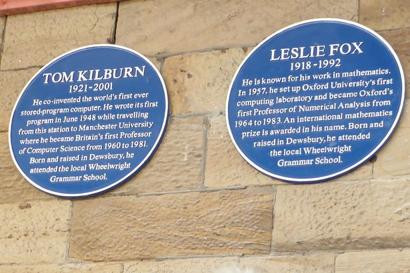 TOM KILBURN
1921-2001
He co-invented the world's first ever
stored-program computer. He wrote its first
program in June 1948 while travelling
from this station to Manchester University
where he became Britain's first Professor
of Computer Science from 1960 to 1981.
Born and raised in Dewsbury, he
attended the local Wheelwright
Grammar School.
LESLIE FOX
1918-1992
He is known for his work in mathematics.
In 1957, he set up Oxford University's first
computing laboratory and became Oxford's
first Professor of Numerical Analysis from
1964 to 1983. An international mathematics
prize is awarded in his name. Born and
raised in Dewsbury, he attended
the local Wheelwright
Grammar School.